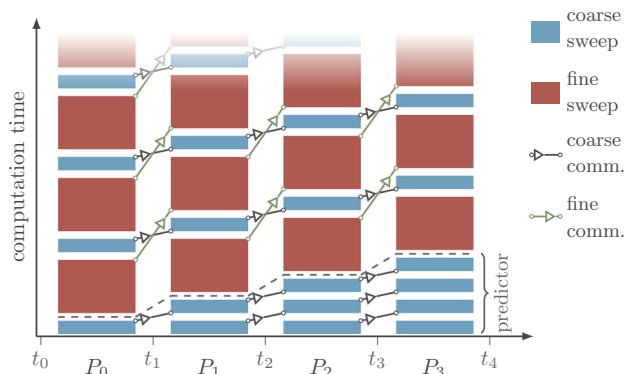 coarse
sweep
fine
sweep
coarse
comm.
fine
comm.
computation time
predictor
t0 t1 t2 t3 t4
P0 P1 P2 P3